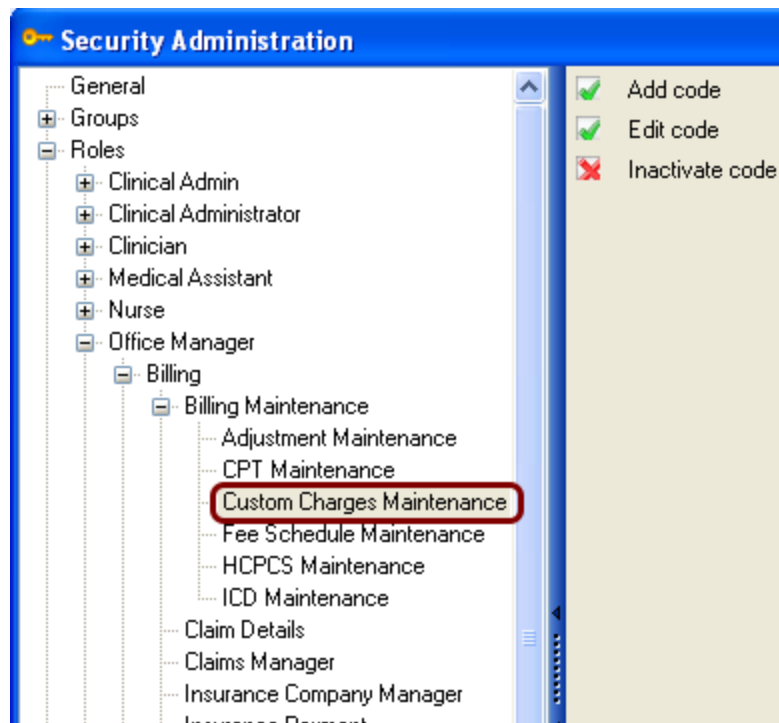 Security Administration
General
Groups
Roles
Clinical Admin
Clinical Administrator
Clinician
Medical Assistant
Nurse
Office Manager
Billing
Billing Maintenance
Adjustment Maintenance
CPT Maintenance
Custom Charges Maintenance
Fee Schedule Maintenance
HCPCS Maintenance
ICD Maintenance
Claim Details
Claims Manager
Insurance Company Manager
Insurance Payment
Add code
Edit code
Inactivate code